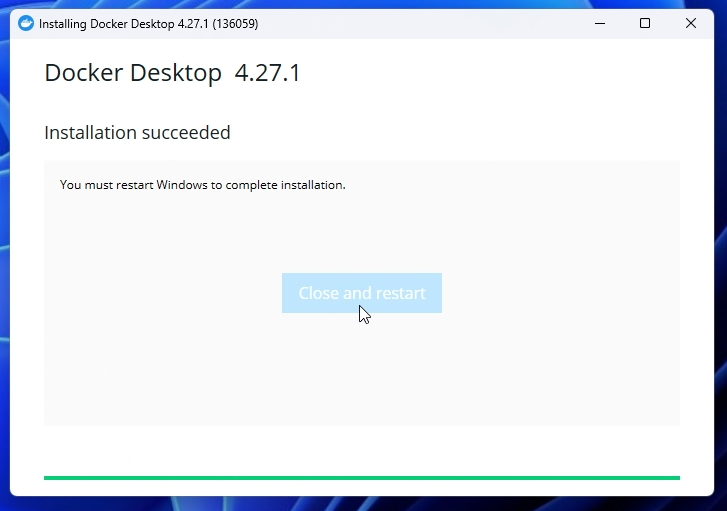 Installing Docker Desktop 4.27.1 (136059)
Docker Desktop 4.27.1
Installation succeeded
You must restart Windows to complete installation.
Close and restart